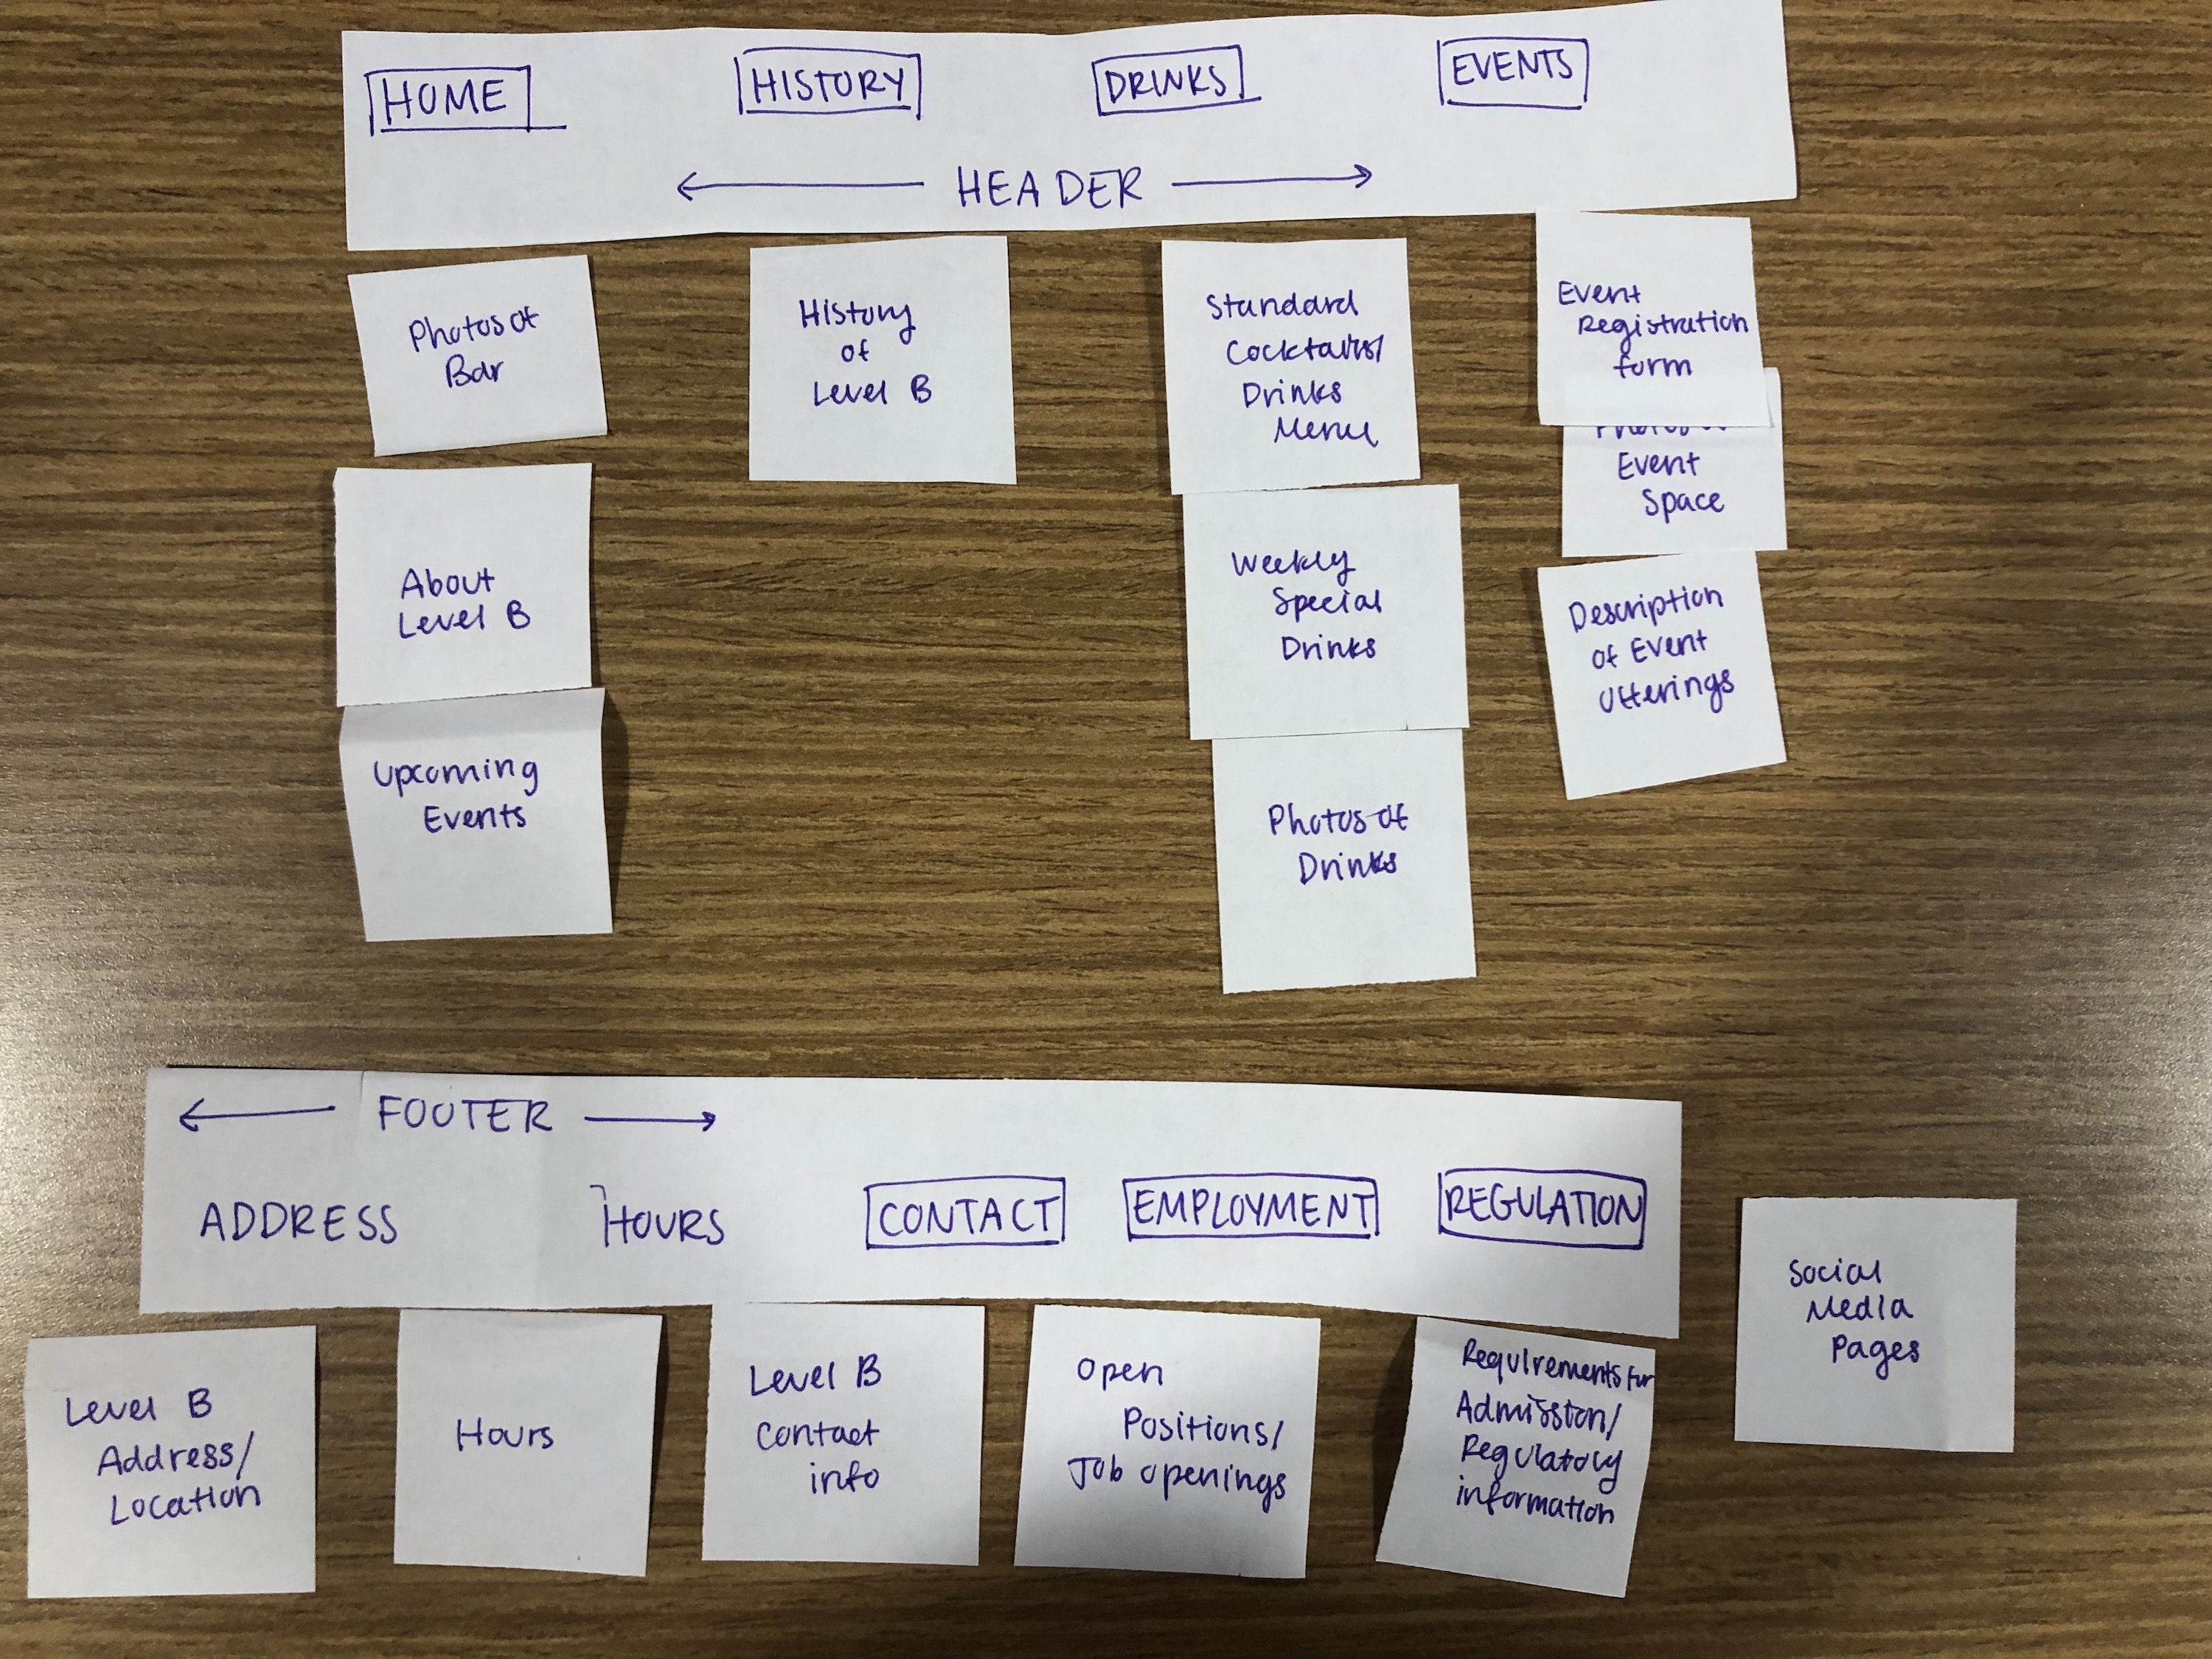 HOME
HISTORY
DRINKS
EVENTS
HEADER
Photos of
Bar
About
Level B
Upcoming
Events
History
of
Level B
Standard
Cocktails/
Drinks
Menu
Weekly
Special
Drinks
Photos of
Drinks
Event
Registration
form
Photos of
Event
Space
Description
of Event
Offerings
FOOTER
ADDRESS
HOURS
CONTACT
EMPLOYMENT
REGULATION
Level B
Address/
Location
Hours
Level B
Contact
info
Open
Positions/
Job openings
Requirements for
Admission/
Regulatory
information
Social
Media
Pages